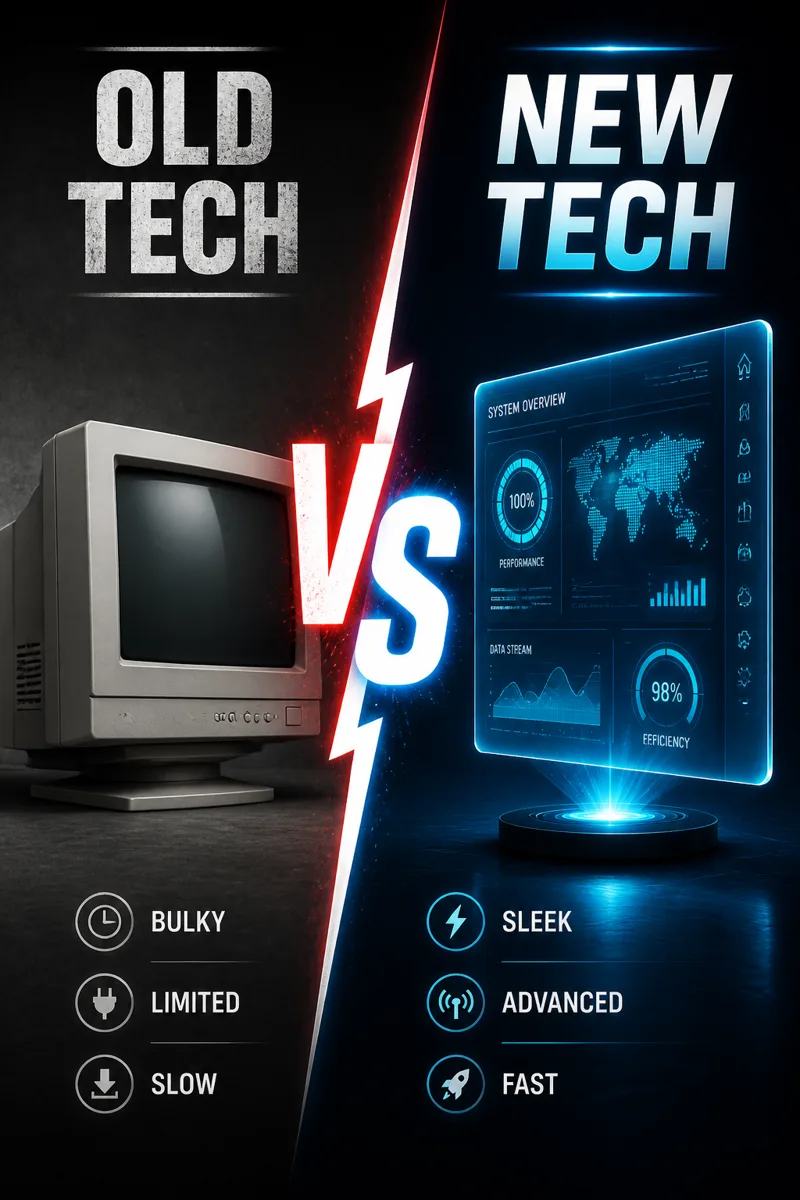 OLD
TECH
NEW
TECH
VS
SYSTEM OVERVIEW
100%
PERFORMANCE
DATA STREAM
98%
EFFICIENCY
BULKY
LIMITED
SLOW
SLEEK
ADVANCED
FAST